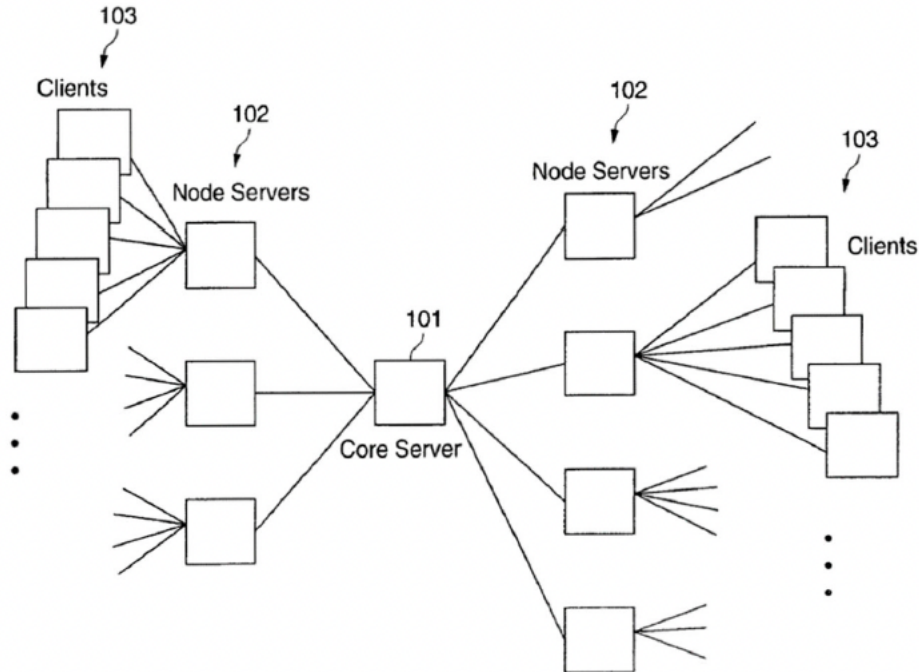 103
Clients
102
Node Servers
102
Node Servers
103
Clients
101
Core Server